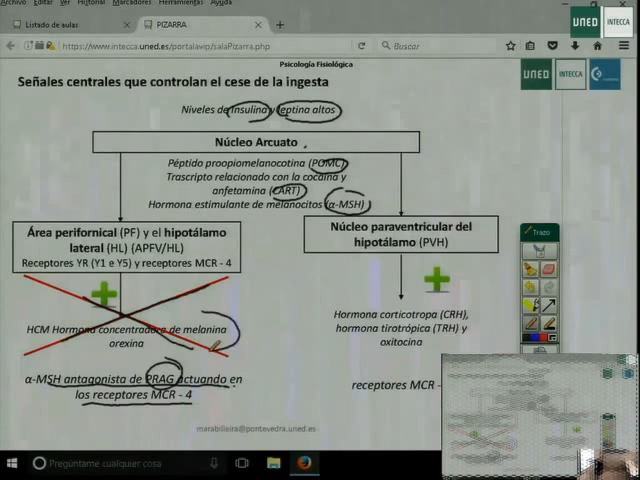 Archivo Editar Ver Historial Marcadores Herramientas Ayuda
Listado de aulas
PIZARRA
https://www.intecca.uned.es/portalavip/salaPizarra.php
Buscar
UNED
INTECCA
Psicología Fisiológica
Señales centrales que controlan el cese de la ingesta
UNED
INTECCA
Niveles de insulina y leptina altos
Núcleo Arcuato
Péptido proopiomelanocotina (POMC)
Trascripto relacionado con la cocaína y
anfetamina (CART)
Hormona estimulante de melanocitos (α-MSH)
Área perifornical (PF) y el hipotálamo
lateral (HL) (APFV/HL)
Receptores YR (Y1 e Y5) y receptores MCR - 4
Núcleo paraventricular del
hipotálamo (PVH)
Trazo
HCM Hormona concentradora de melanina
orexina
Hormona corticotropa (CRH),
hormona tirotrópica (TRH) y
oxitocina
α-MSH antagonista de PRAG actuando en
los receptores MCR - 4
receptores MCR -
marabilleira@pontevedra.uned.es
Pregúntame cualquier cosa